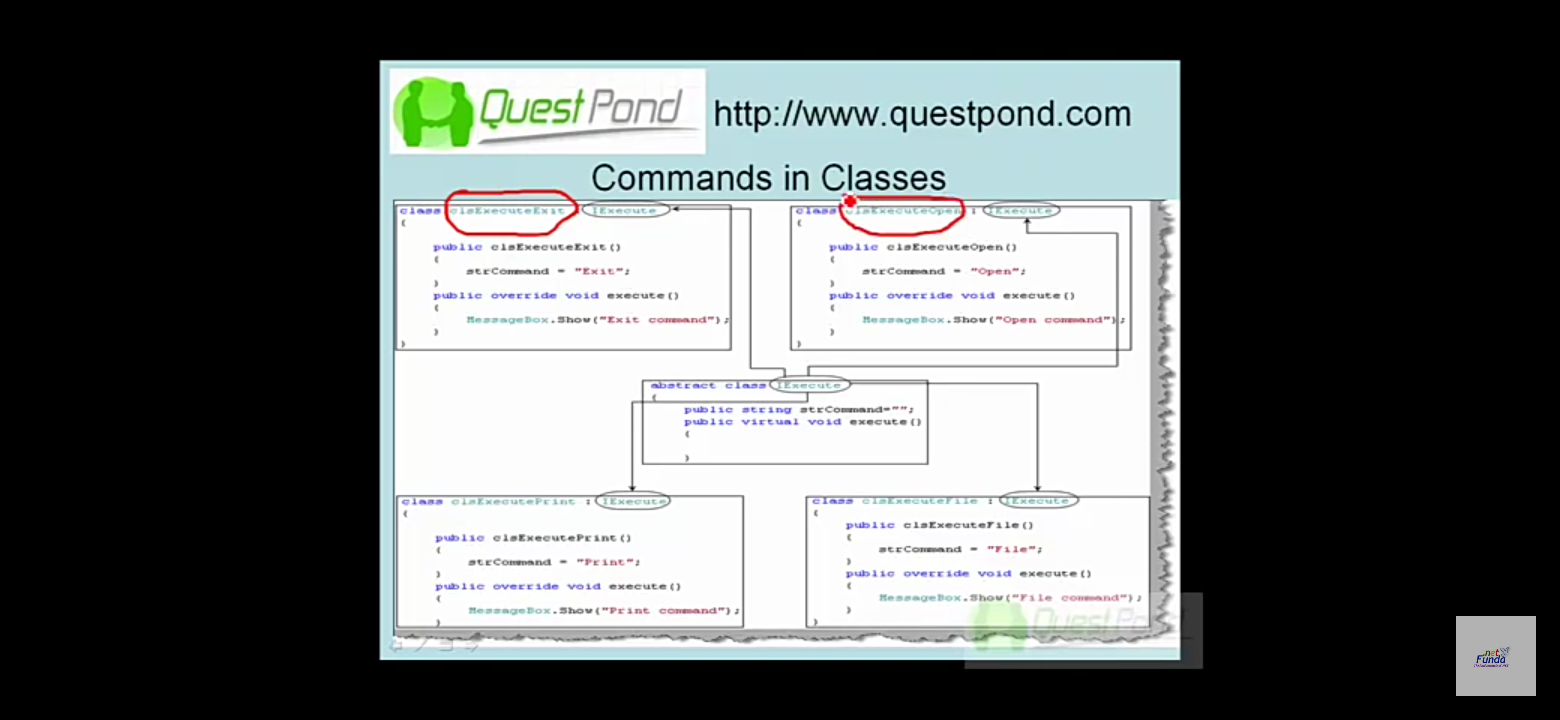 QuestPond
http://www.questpond.com
Commands in Classes
class clsExecuteExit : IExecute
{
public clsExecuteExit()
{
strCommand = "Exit";
}
public override void execute()
{
MessageBox.Show("Exit command");
}
}
class clsExecuteOpen : IExecute
{
public clsExecuteOpen()
{
strCommand = "Open";
}
public override void execute()
{
MessageBox.Show("Open command");
}
}
abstract class IExecute
{
public string strCommand="";
public virtual void execute()
{
}
class clsExecutePrint : IExecute
{
public clsExecutePrint()
{
strCommand = "Print";
}
public override void execute()
{
MessageBox.Show("Print command");
}
class clsExecuteFile : IExecute
{
public clsExecuteFile()
{
strCommand = "File";
}
public override void execute()
{
MessageBox.Show("File command");
}
}
QuestPond
.net
Funda